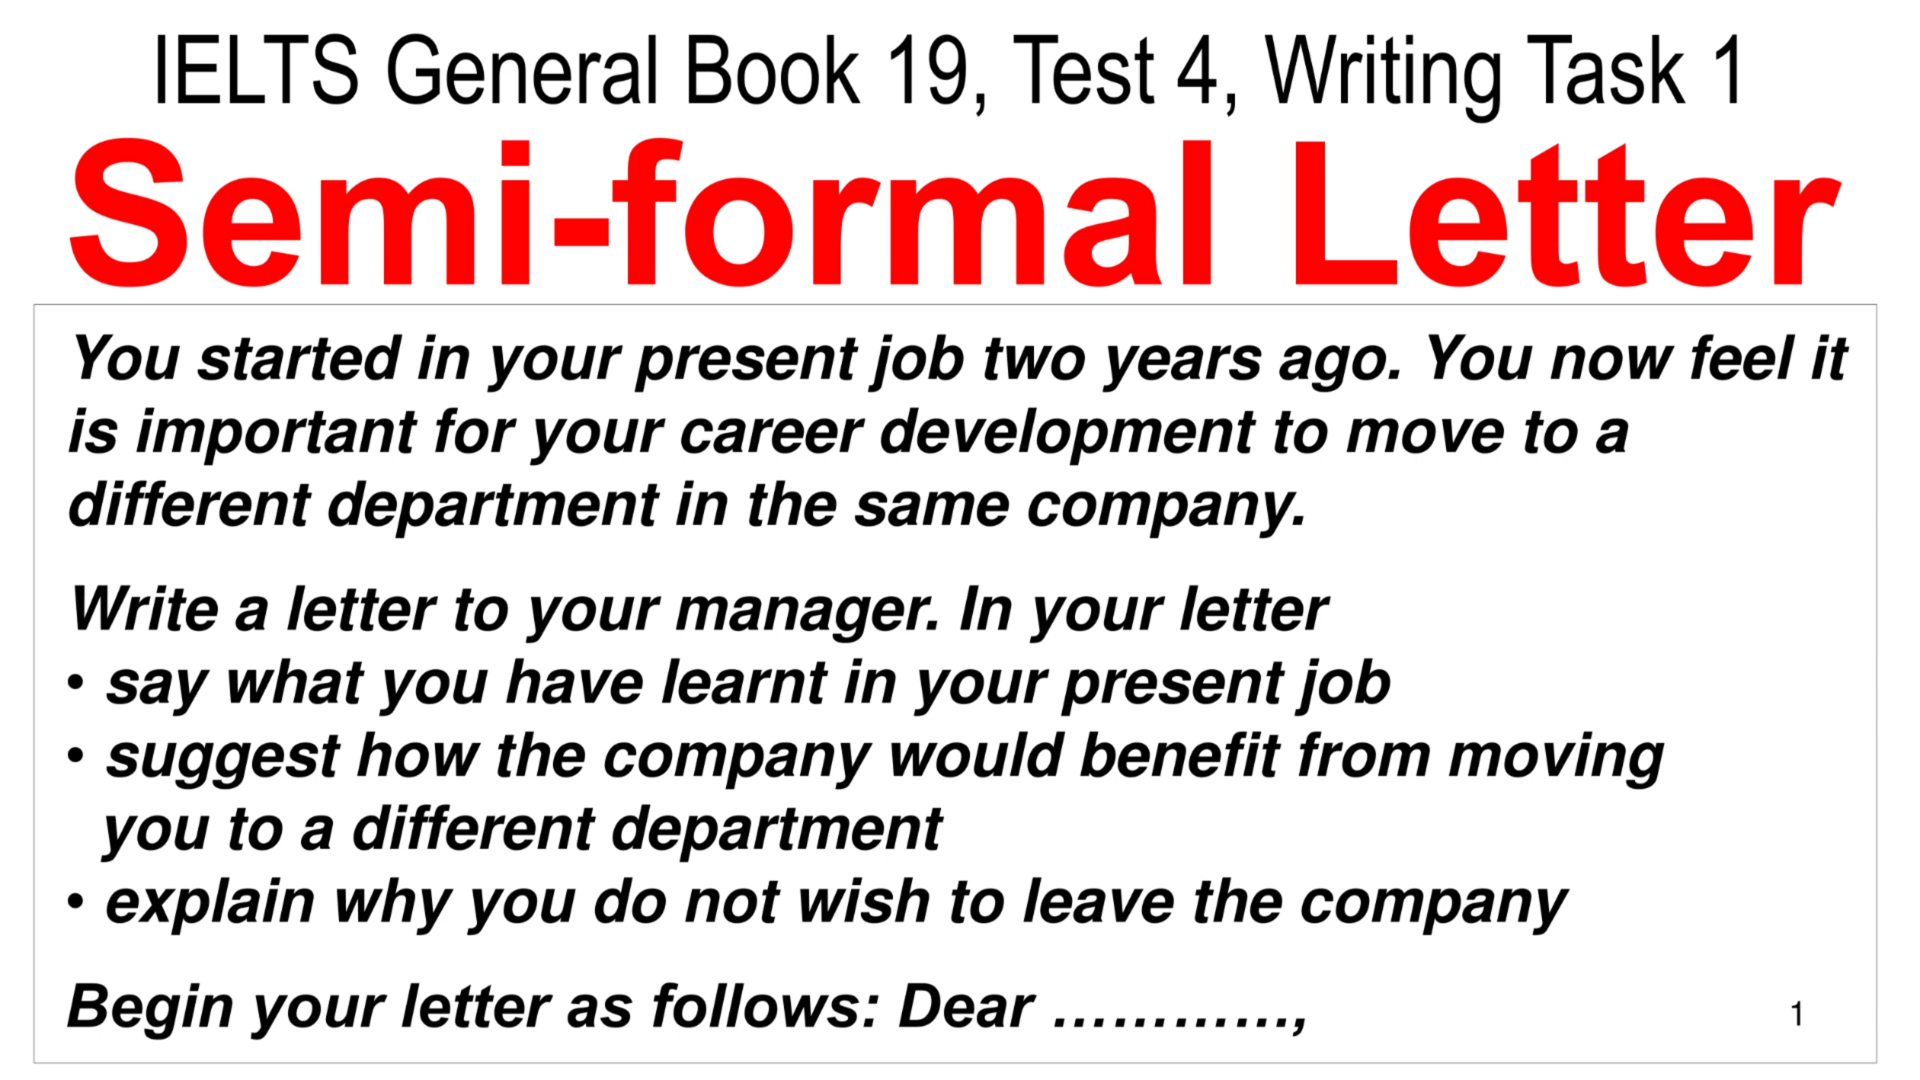 IELTS General Book 19, Test 4, Writing Task 1
Semi-formal Letter
You started in your present job two years ago. You now feel it
is important for your career development to move to a
different department in the same company.
Write a letter to your manager. In your letter
• say what you have learnt in your present job
• suggest how the company would benefit from moving
you to a different department
• explain why you do not wish to leave the company
Begin your letter as follows: Dear …………,
1